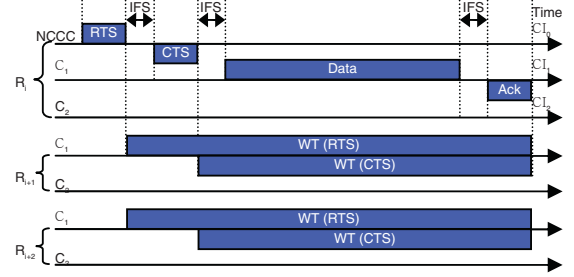 IFS IFS IFS Time
NCCC RTS CI₀
CTS
Rᵢ C₁ Data CI₁
Ack
C₂ CI₂
C₁ WT (RTS)
Rᵢ₊₁ WT (CTS)
C₂
C₁ WT (RTS)
Rᵢ₊₂ WT (CTS)
C₂